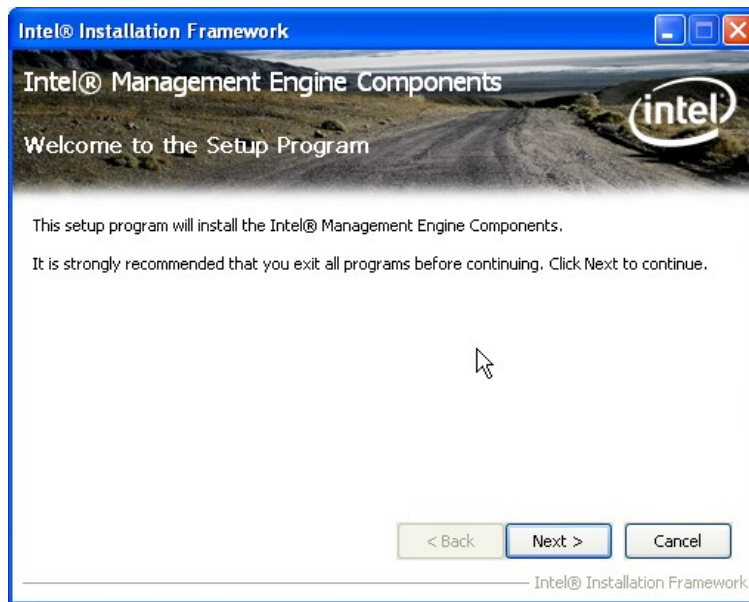 Intel® Installation Framework
Intel® Management Engine Components
intel
Welcome to the Setup Program
This setup program will install the Intel® Management Engine Components.
It is strongly recommended that you exit all programs before continuing. Click Next to continue.
< Back Next > Cancel
Intel® Installation Framework